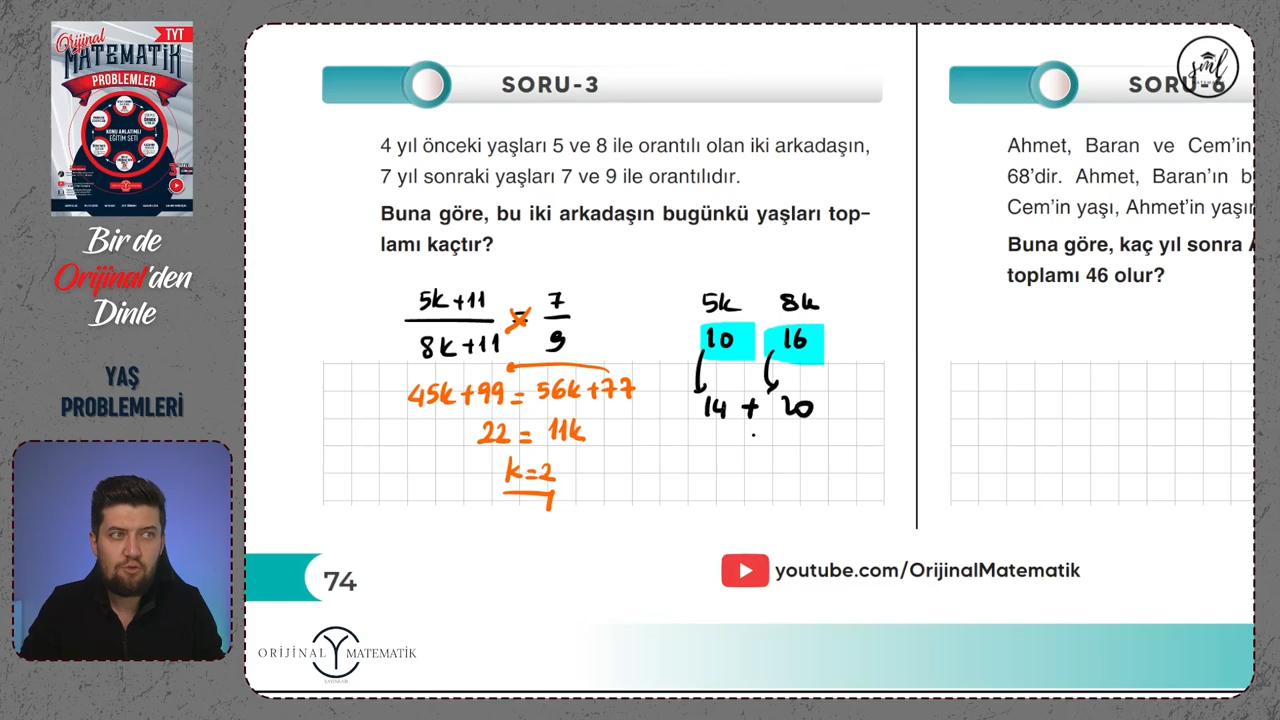 TYT
Orijinal
MATEMATİK
PROBLEMLER
KONU ANLATIMLI
EĞİTİM SETİ
Bir de
Orijinal'den
Dinle
YAŞ
PROBLEMLERİ
SORU-3
4 yıl önceki yaşları 5 ve 8 ile orantılı olan iki arkadaşın,
7 yıl sonraki yaşları 7 ve 9 ile orantılıdır.
Buna göre, bu iki arkadaşın bugünkü yaşları top-
lamı kaçtır?
5k+11 = 7
8k+11 9
45k+99 = 56k+77
22 = 11k
k=2
5k 8k
10 16
14 + 20
SORU-6
Ahmet, Baran ve Cem'in
68'dir. Ahmet, Baran'ın b
Cem'in yaşı, Ahmet'in yaşın
Buna göre, kaç yıl sonra A
toplamı 46 olur?
74
youtube.com/OrijinalMatematik
ORİJİNAL MATEMATİK
YAYINLARI